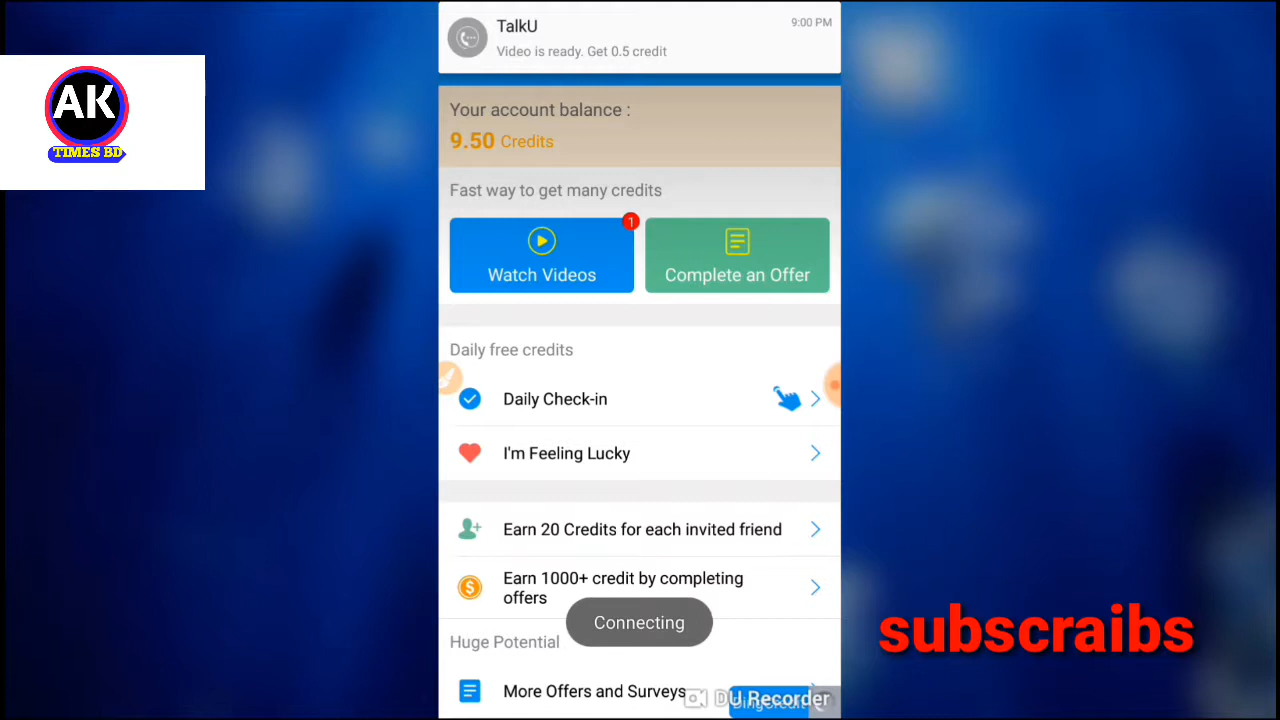 TalkU
9:00 PM
Video is ready. Get 0.5 credit
AK
TIMES BD
Your account balance :
9.50 Credits
Fast way to get many credits
1
Watch Videos
Complete an Offer
Daily free credits
Daily Check-in
I'm Feeling Lucky
Earn 20 Credits for each invited friend
Earn 1000+ credit by completing
offers
Connecting
subscraibs
Huge Potential
More Offers and Surveys
DU Recorder